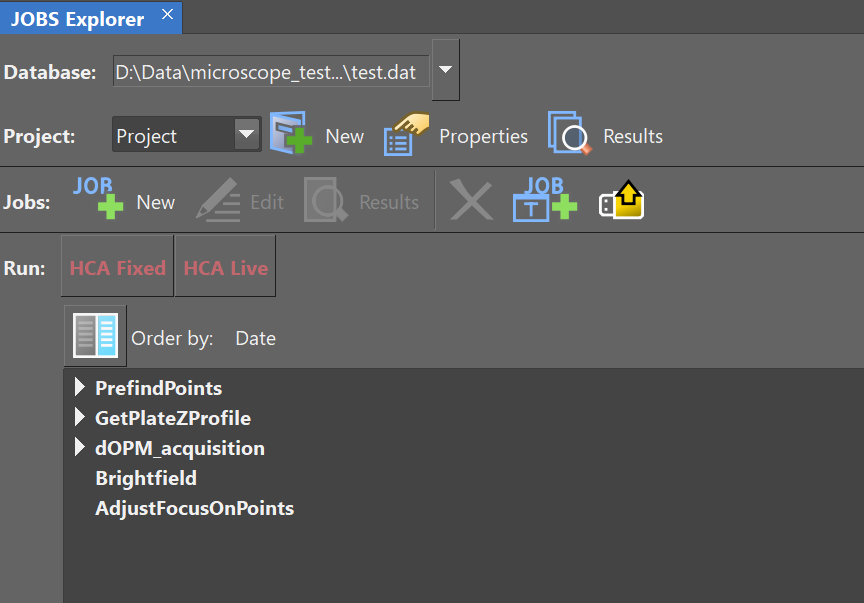 JOBS Explorer
Database: D:\Data\microscope_test...\test.dat
Project: Project New Properties Results
Jobs: JOB New Edit Results JOB T
Run: HCA Fixed HCA Live
Order by: Date
PrefindPoints
GetPlateZProfile
dOPM_acquisition
Brightfield
AdjustFocusOnPoints